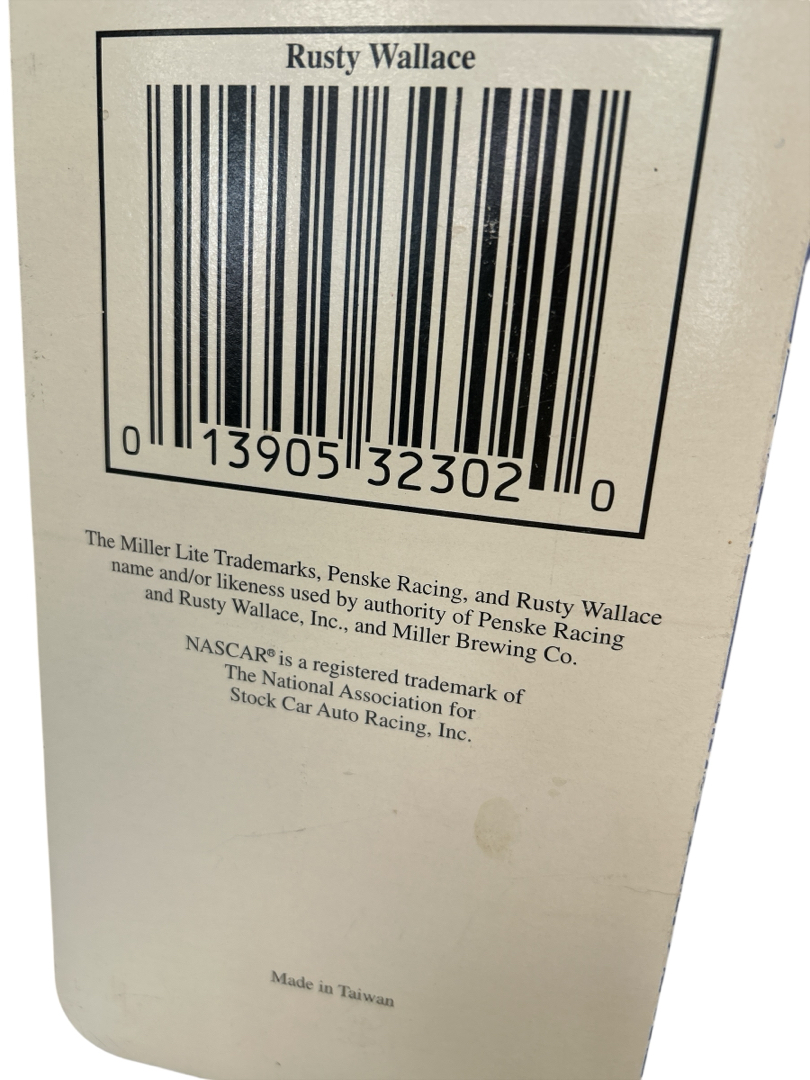 Rusty Wallace
0 13905 32302 0
The Miller Lite Trademarks, Penske Racing, and Rusty Wallace
name and/or likeness used by authority of Penske Racing
and Rusty Wallace, Inc., and Miller Brewing Co.
NASCAR® is a registered trademark of
The National Association for
Stock Car Auto Racing, Inc.
Made in Taiwan